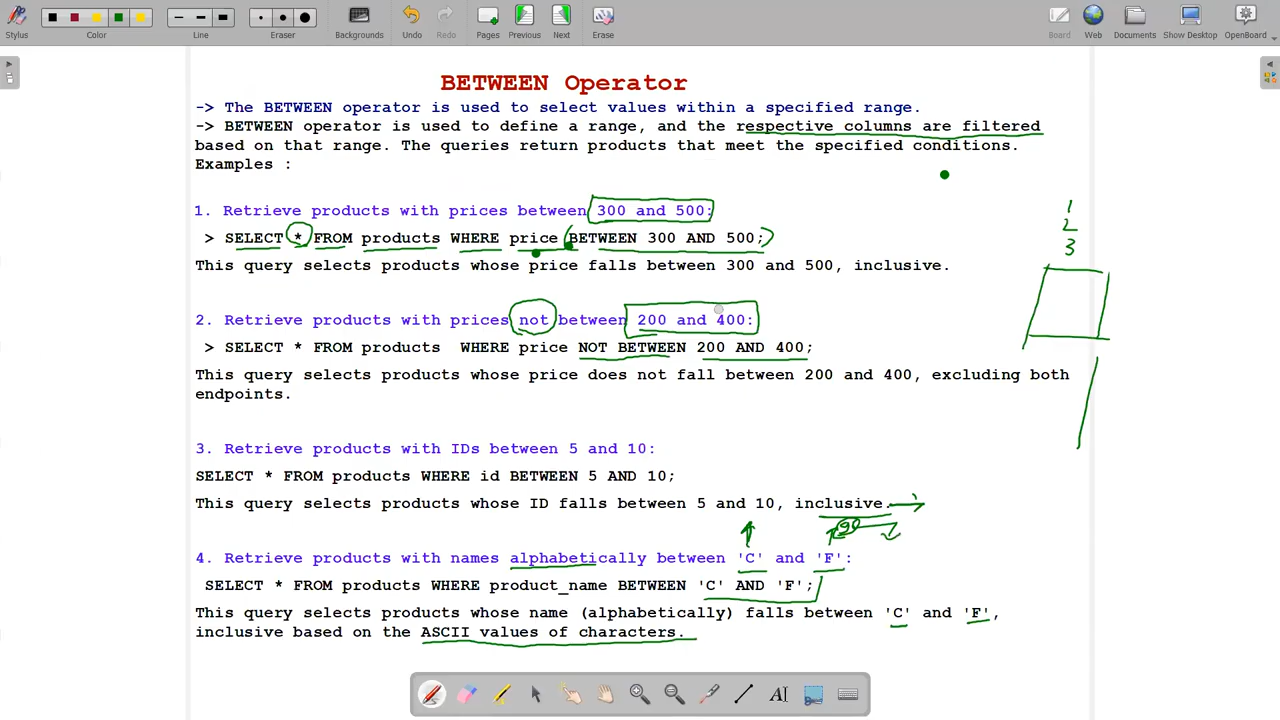 Stylus
Color
Line
Eraser
Backgrounds
Undo
Redo
Pages
Previous
Next
Erase
Board
Web
Documents
Show Desktop
OpenBoard
BETWEEN Operator
-> The BETWEEN operator is used to select values within a specified range.
-> BETWEEN operator is used to define a range, and the respective columns are filtered
based on that range. The queries return products that meet the specified conditions.
Examples :
1. Retrieve products with prices between 300 and 500:
> SELECT * FROM products WHERE price BETWEEN 300 AND 500;
This query selects products whose price falls between 300 and 500, inclusive.
1
2
3
2. Retrieve products with prices not between 200 and 400:
> SELECT * FROM products WHERE price NOT BETWEEN 200 AND 400;
This query selects products whose price does not fall between 200 and 400, excluding both
endpoints.
3. Retrieve products with IDs between 5 and 10:
SELECT * FROM products WHERE id BETWEEN 5 AND 10;
This query selects products whose ID falls between 5 and 10, inclusive.
4. Retrieve products with names alphabetically between 'C' and 'F':
SELECT * FROM products WHERE product_name BETWEEN 'C' AND 'F';
This query selects products whose name (alphabetically) falls between 'C' and 'F',
inclusive based on the ASCII values of characters.